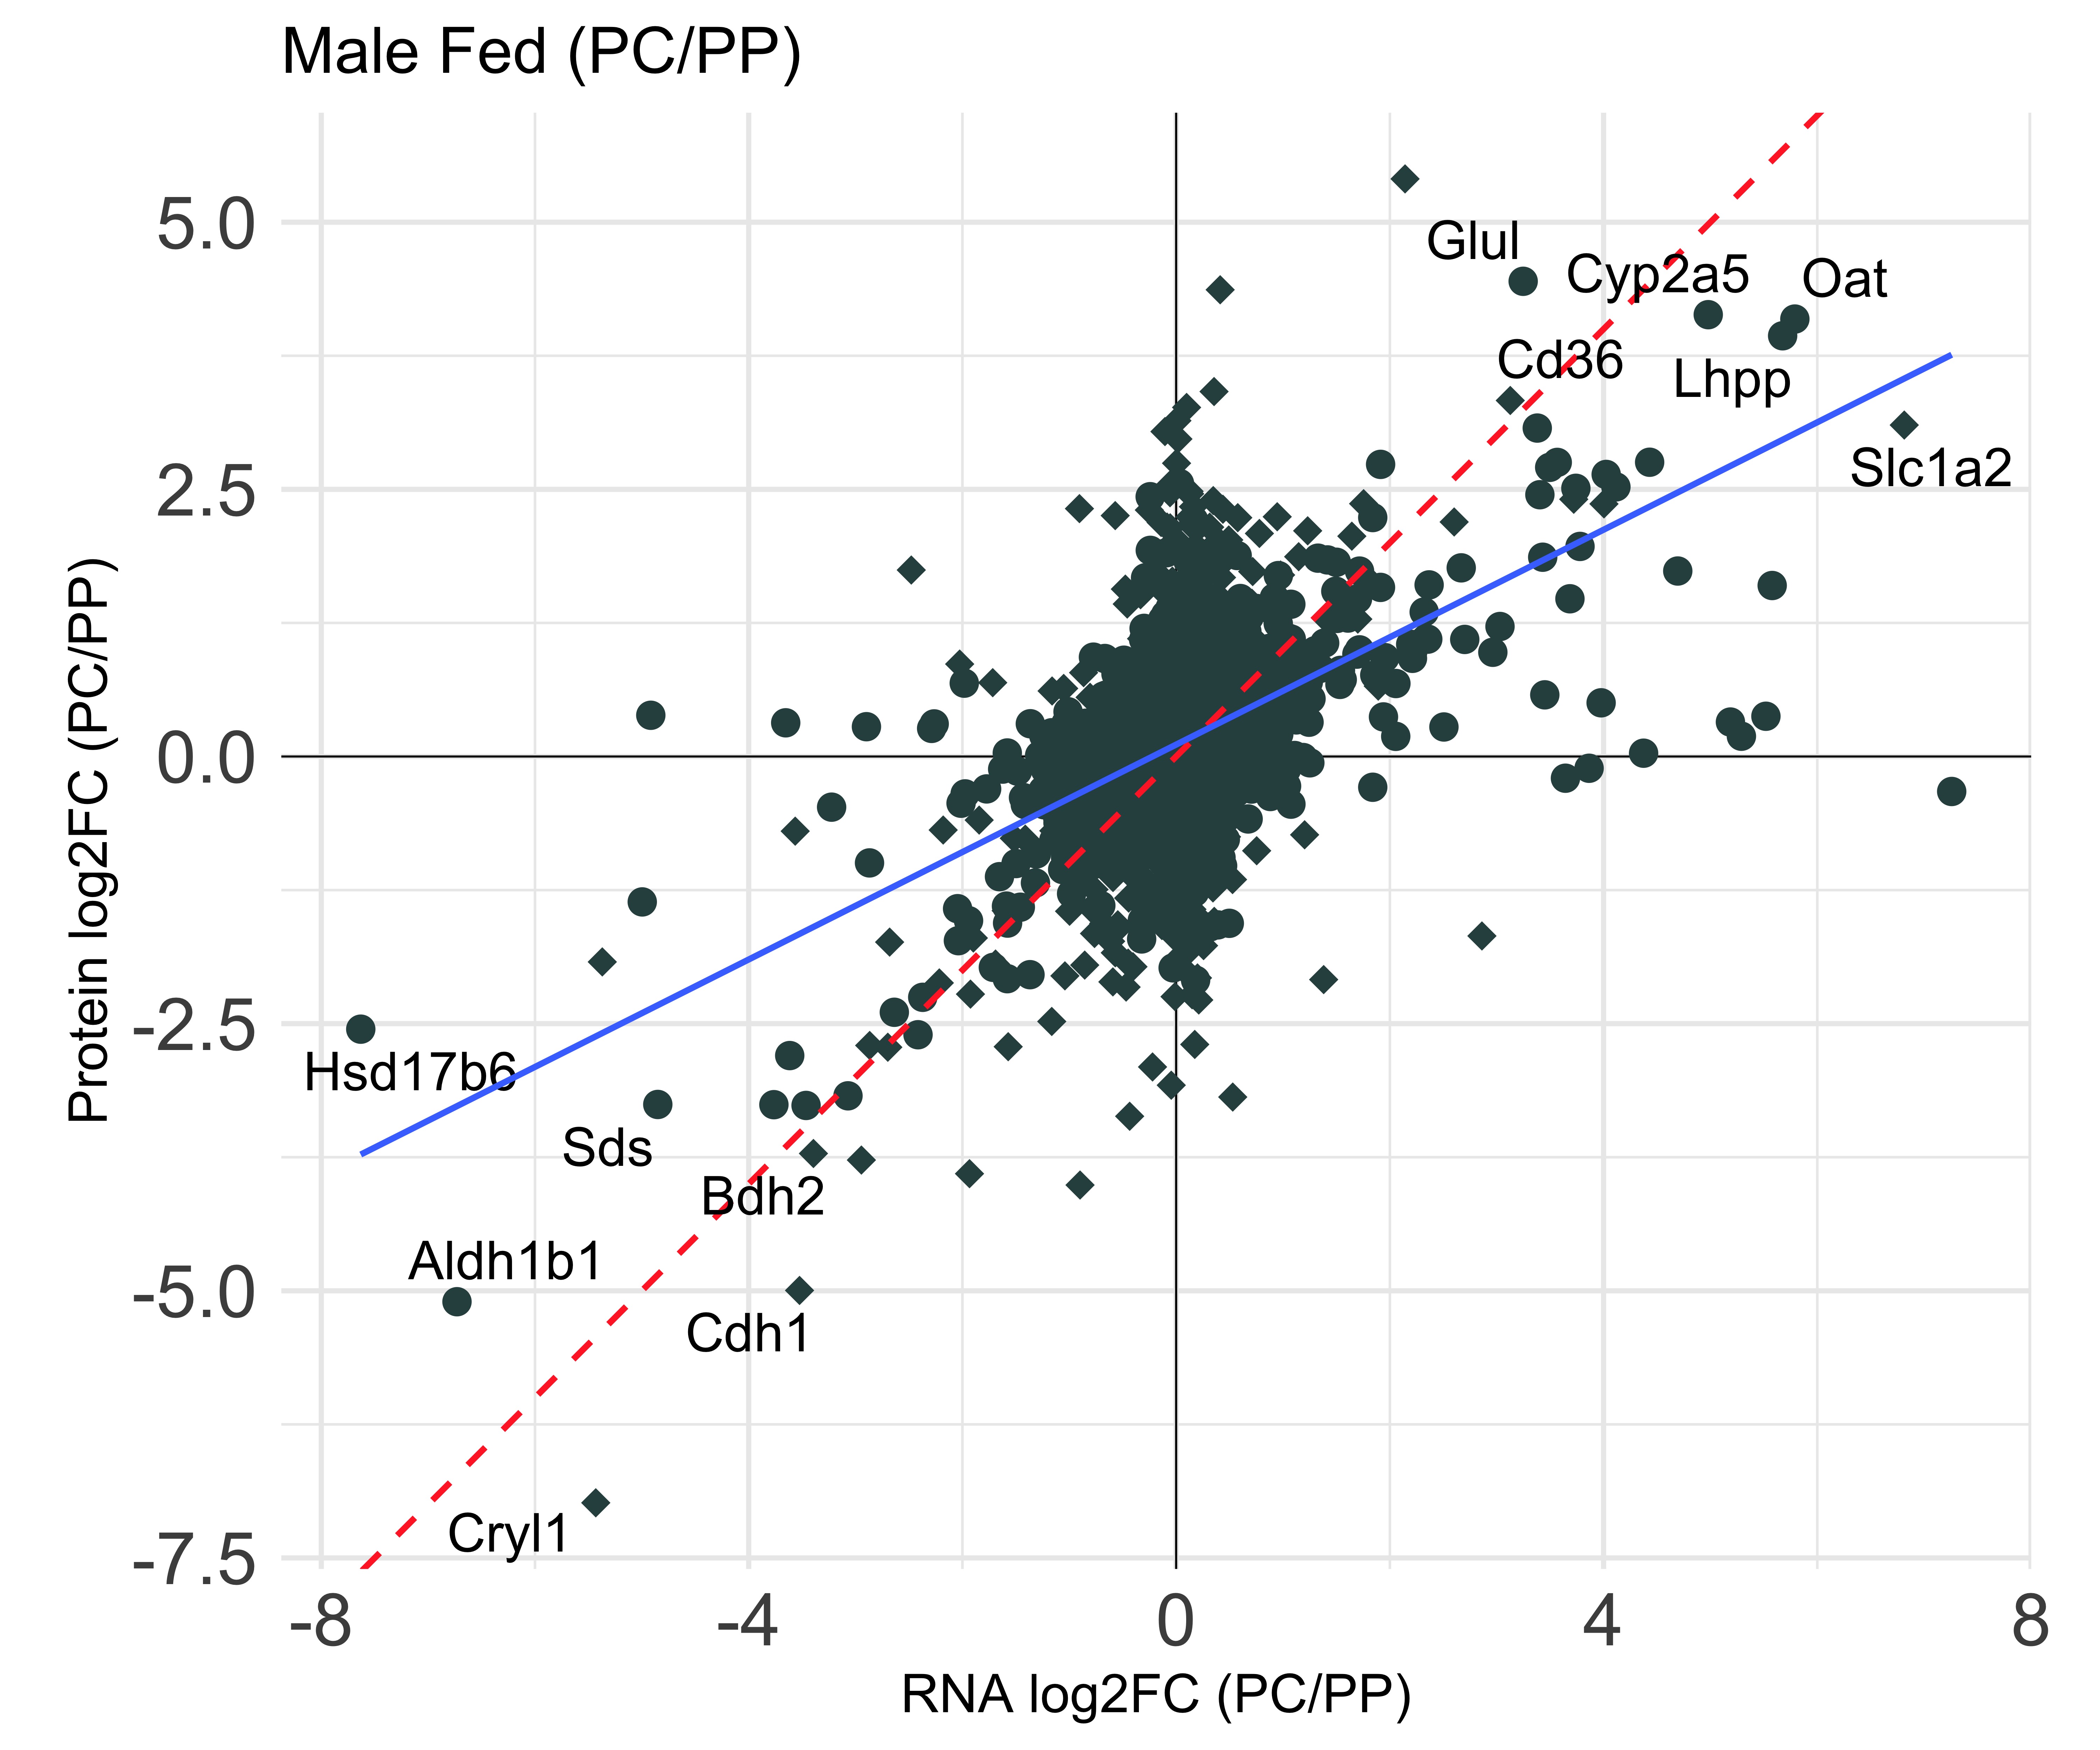 Male Fed (PC/PP)
5.0
2.5
0.0
-2.5
-5.0
-7.5
Protein log2FC (PC/PP)
Glul
Cyp2a5
Oat
Cd36
Lhpp
Slc1a2
Hsd17b6
Sds
Bdh2
Aldh1b1
Cdh1
Cryl1
-8
-4
0
4
8
RNA log2FC (PC/PP)